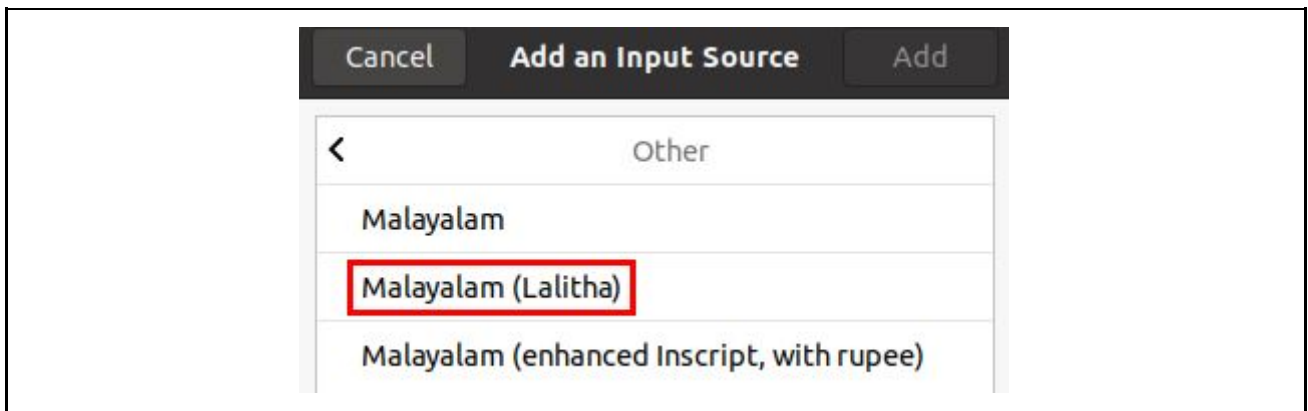 Cancel Add an Input Source Add
Other
Malayalam
Malayalam (Lalitha)
Malayalam (enhanced Inscript, with rupee)